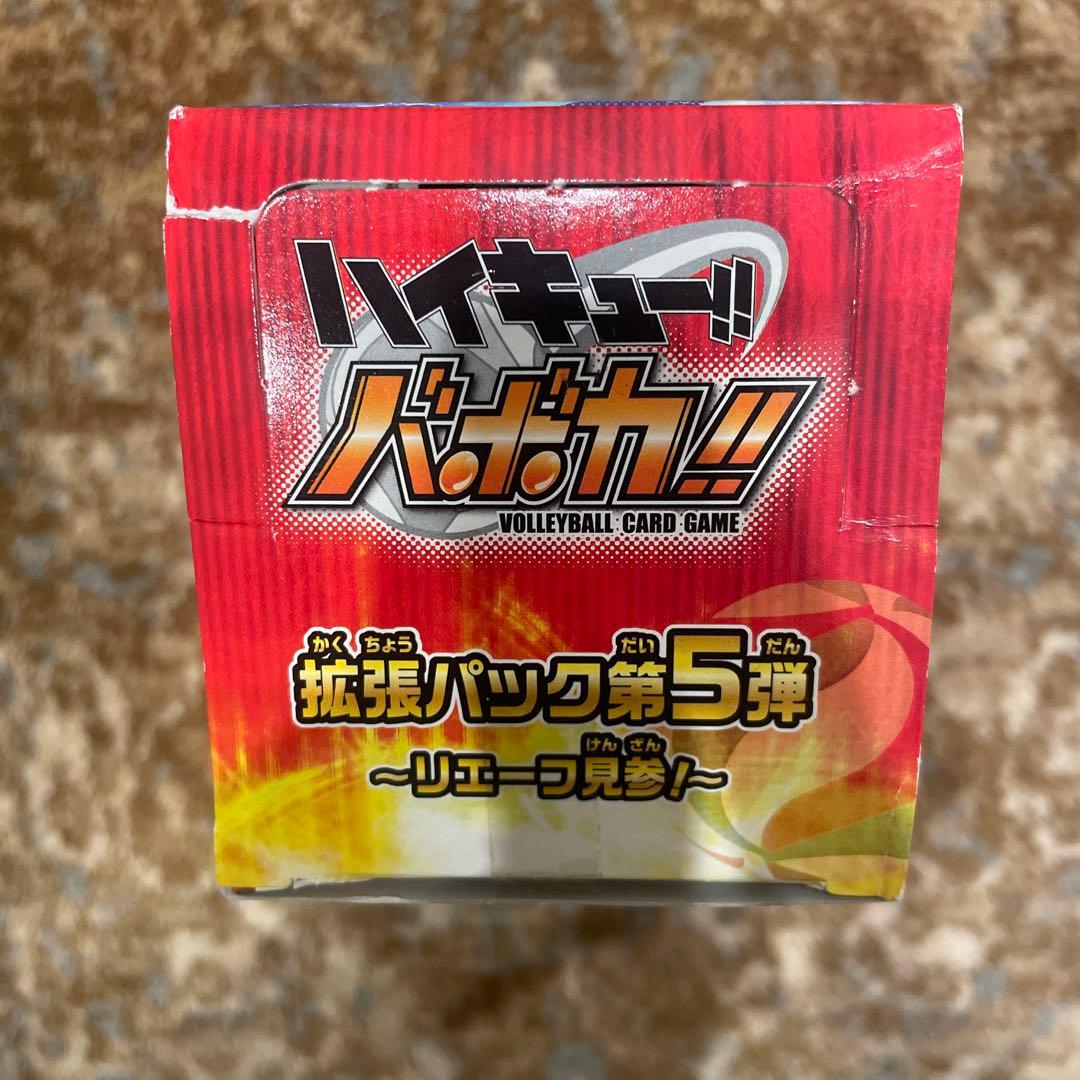 ハイキュー!!
バボカ!!
VOLLEYBALL CARD GAME
かくちょう だい だん
拡張パック第5弾
けんざん
～リエーフ見参!～